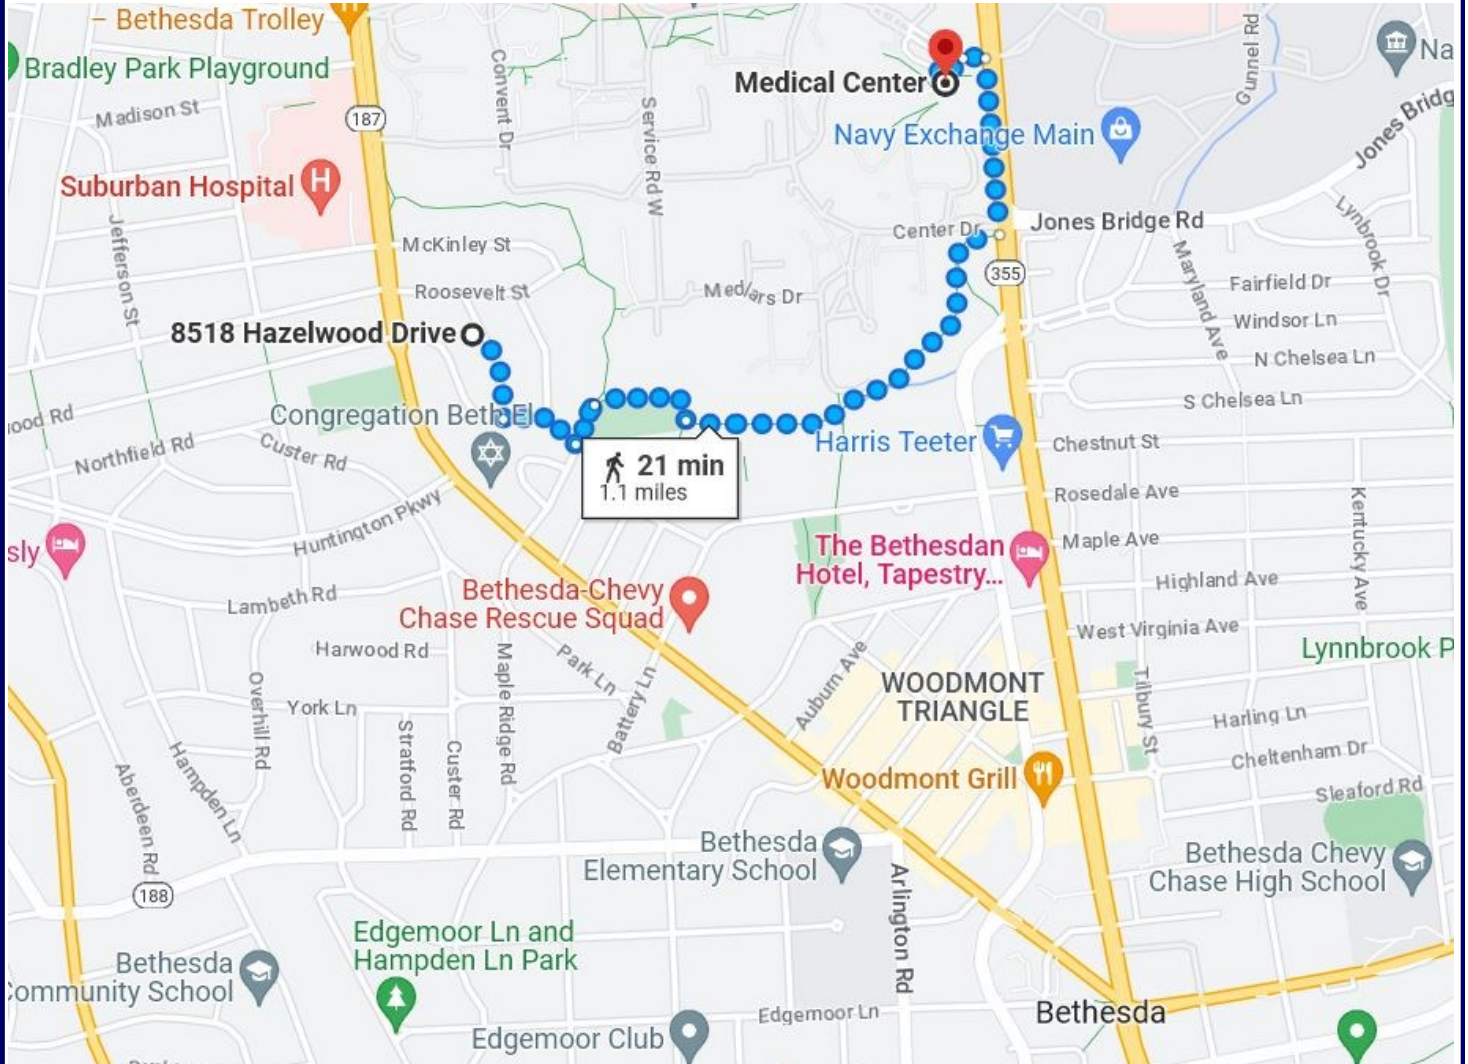 – Bethesda Trolley
Bradley Park Playground
Madison St
187
Convent Dr
Service Rd W
Medical Center
Navy Exchange Main
Gunnel Rd
Na
Jones Bridg
Suburban Hospital
H
Jefferson St
McKinley St
Center Dr
Jones Bridge Rd
Lynbrook Dr
Maryland Ave
355
Roosevelt St
Medlars Dr
Fairfield Dr
Windsor Ln
8518 Hazelwood Drive
N Chelsea Ln
S Chelsea Ln
ood Rd
Congregation Beth El
Northfield Rd
Custer Rd
Harris Teeter
Chestnut St
21 min
1.1 miles
Rosedale Ave
Kentucky Ave
Huntington Pkwy
sly
The Bethesdan
Hotel, Tapestry...
Maple Ave
Highland Ave
Bethesda-Chevy
Chase Rescue Squad
Lambeth Rd
West Virginia Ave
Harwood Rd
Park Ln
Lynnbrook P
Maple Ridge Rd
Battery Ln
Auburn Ave
WOODMONT
TRIANGLE
Tilbury St
Overhill Rd
York Ln
Stratford Rd
Custer Rd
Harling Ln
Cheltenham Dr
Hampden Ln
Aberdeen Rd
Woodmont Grill
Sleaford Rd
Bethesda
Elementary School
Bethesda Chevy
Chase High School
188
Arlington Rd
Edgemoor Ln and
Hampden Ln Park
Bethesda
Community School
Edgemoor Ln
Bethesda
Edgemoor Club